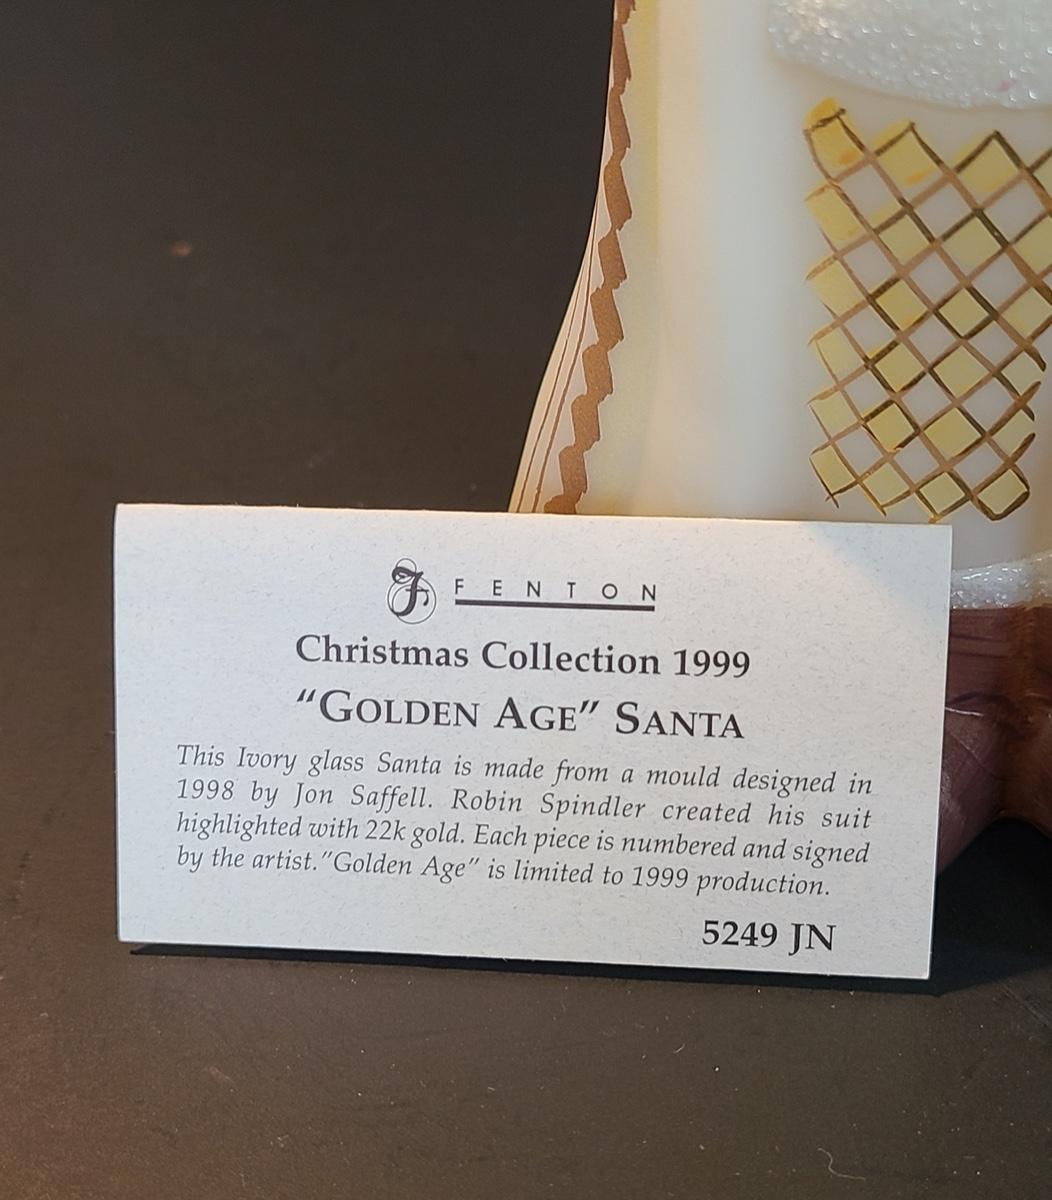 F FENTON
Christmas Collection 1999
"GOLDEN AGE" SANTA
This Ivory glass Santa is made from a mould designed in
1998 by Jon Saffell. Robin Spindler created his suit
highlighted with 22k gold. Each piece is numbered and signed
by the artist."Golden Age" is limited to 1999 production.
5249 JN